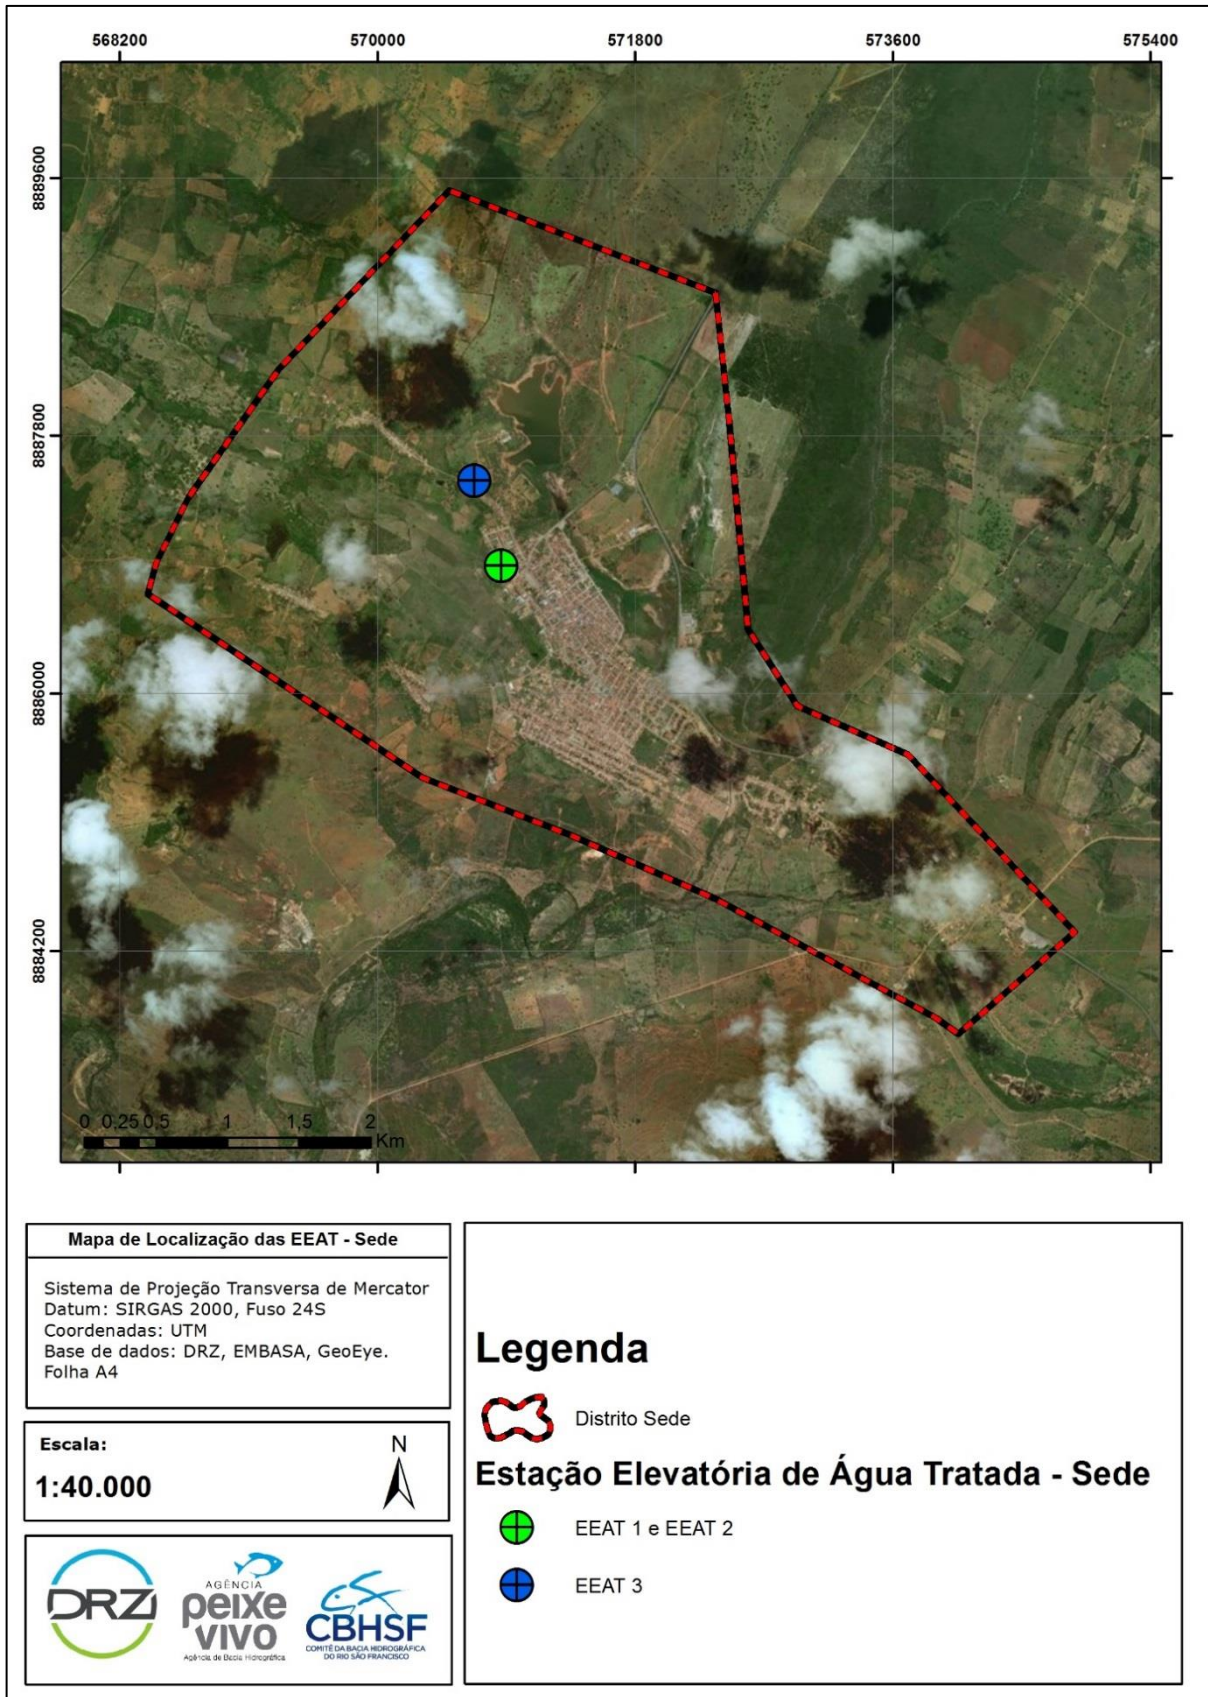 568200 570000 571800 573600 575400
8889600
8887800
8886000
8884200
0 0,25 0,5 1 1,5 2
Km
Mapa de Localização das EEAT - Sede
Sistema de Projeção Transversa de Mercator
Datum: SIRGAS 2000, Fuso 24S
Coordenadas: UTM
Base de dados: DRZ, EMBASA, GeoEye.
Folha A4
Escala:
1:40.000
N
DRZ
AGÊNCIA
peixe
vivo
Agência de Bacia Hidrográfica
CBHSF
COMITÊ DA BACIA HIDROGRÁFICA
DO RIO SÃO FRANCISCO
Legenda
Distrito Sede
Estação Elevatória de Água Tratada - Sede
EEAT 1 e EEAT 2
EEAT 3